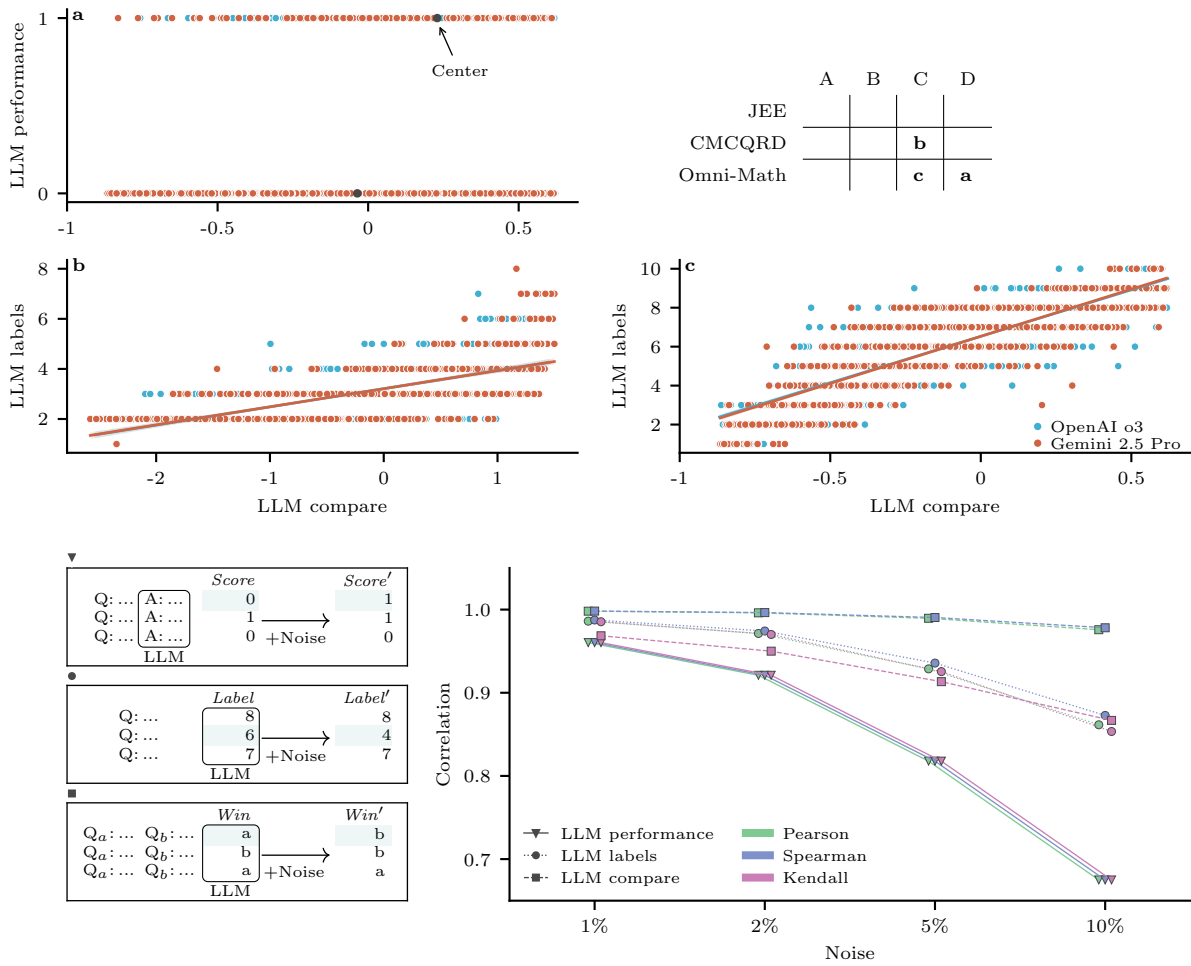 a
LLM performance
1
0
Center
-1
-0.5
0
0.5
A B C D
JEE
CMCQRD b
Omni-Math c a
b
LLM labels
8
6
4
2
-2
-1
0
1
LLM compare
c
LLM labels
10
8
6
4
2
OpenAI o3
Gemini 2.5 Pro
-1
-0.5
0
0.5
LLM compare
Score Score′
Q: ... A: ... 0 1
Q: ... A: ... 1 1
Q: ... A: ... 0 +Noise 0
LLM
Label Label′
Q: ... 8 8
Q: ... 6 4
Q: ... 7 +Noise 7
LLM
Win Win′
Qa: ... Qb: ... a b
Qa: ... Qb: ... b b
Qa: ... Qb: ... a +Noise a
LLM
Correlation
1.0
0.9
0.8
0.7
LLM performance
LLM labels
LLM compare
Pearson
Spearman
Kendall
1%
2%
5%
10%
Noise